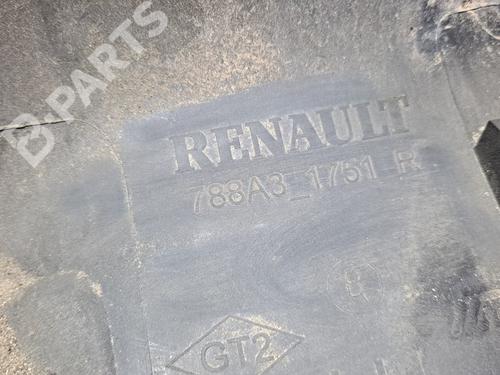 B-PARTS
RENAULT
788A3_1751_R
GT2